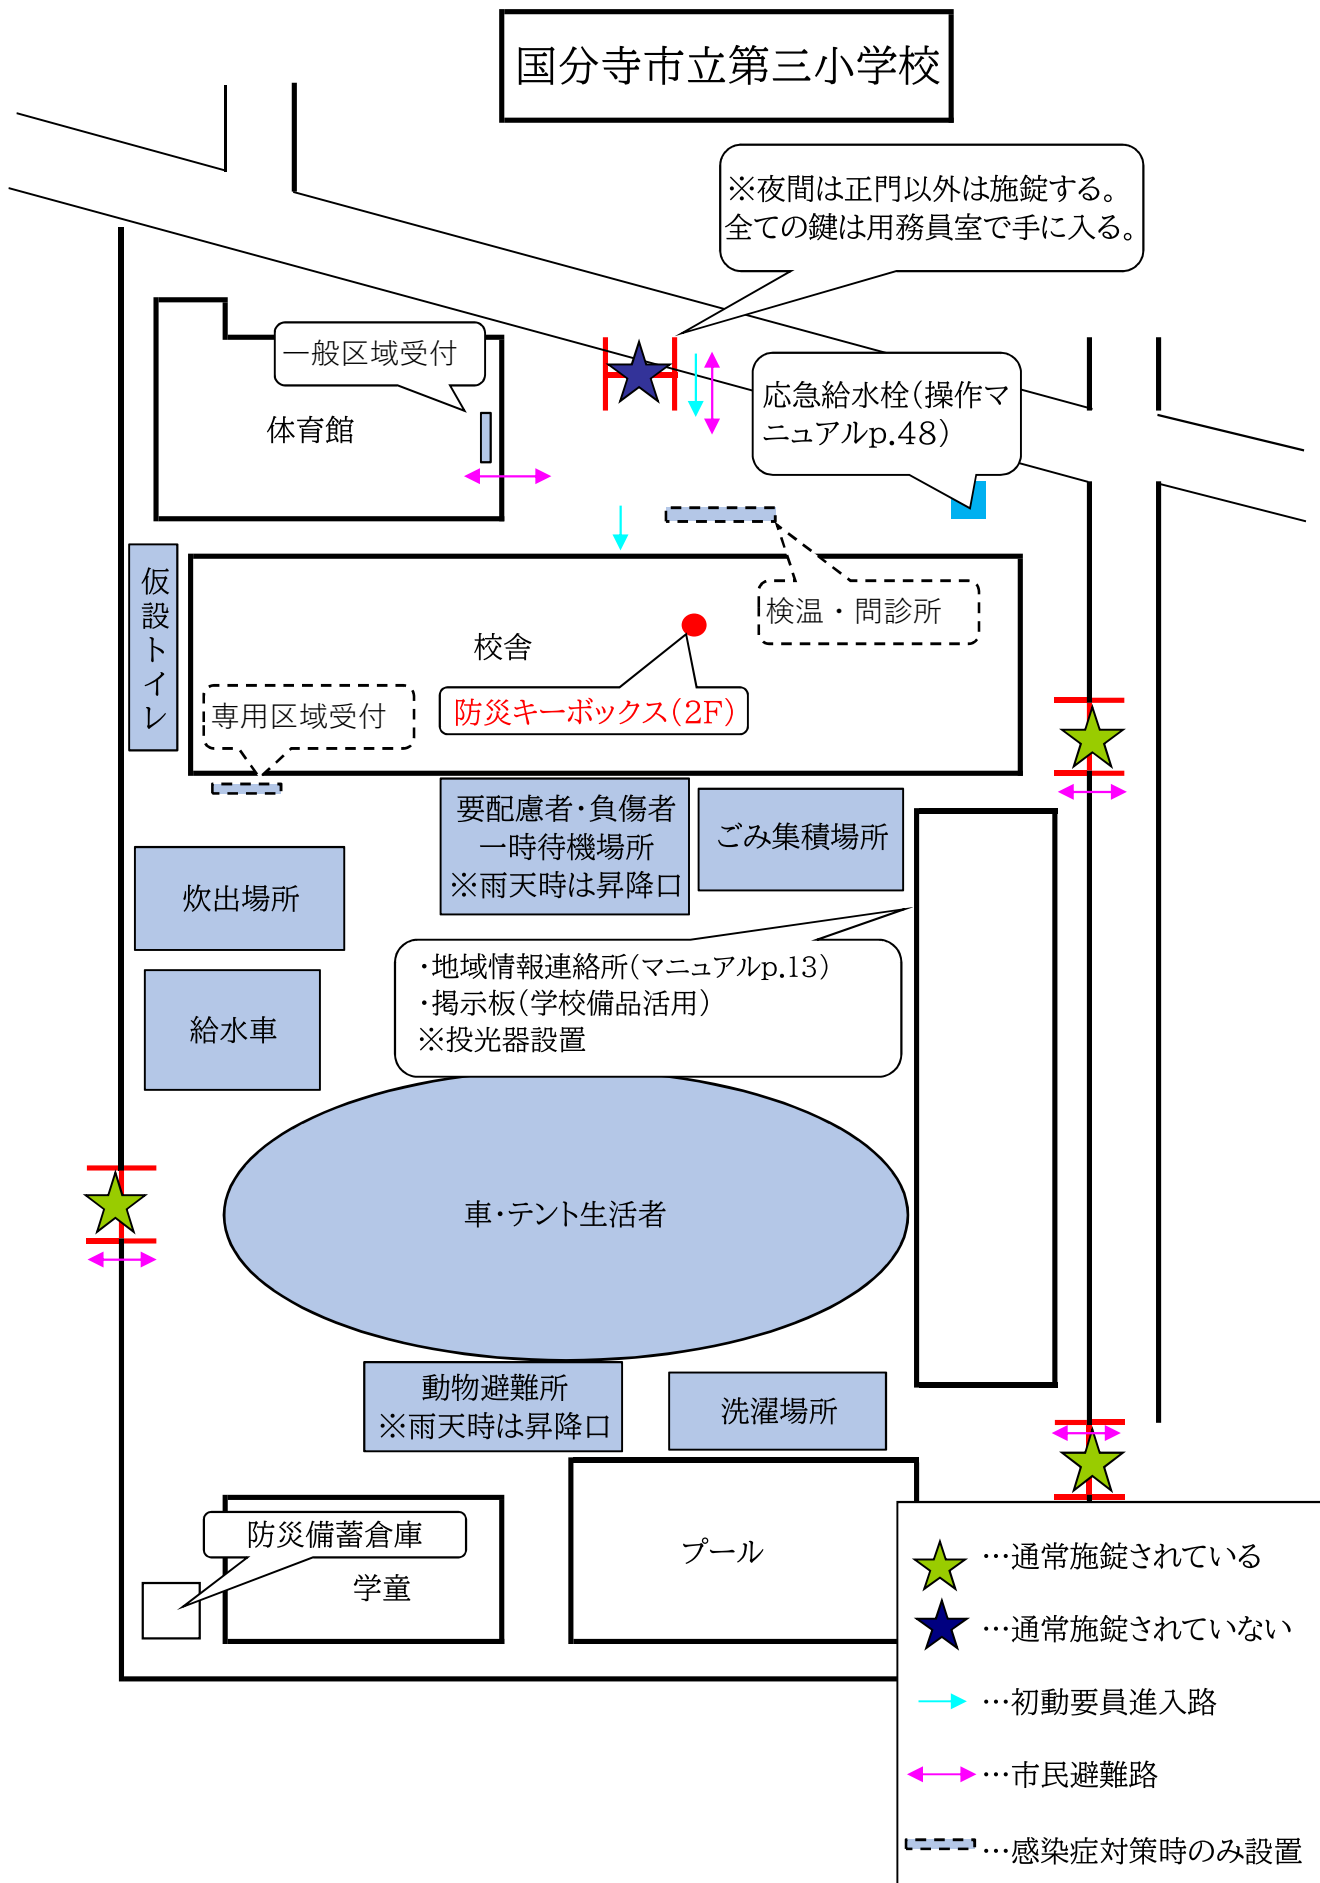 国分寺市立第三小学校
※夜間は正門以外は施錠する。
全ての鍵は用務員室で手に入る。
一般区域受付
体育館
応急給水栓（操作マ
ニュアルp.48）
仮設トイレ
検温・問診所
校舎
専用区域受付
防災キーボックス（2F）
要配慮者・負傷者
一時待機場所
※雨天時は昇降口
ごみ集積場所
炊出場所
・地域情報連絡所（マニュアルp.13）
・掲示板（学校備品活用）
※投光器設置
給水車
車・テント生活者
動物避難所
※雨天時は昇降口
洗濯場所
防災備蓄倉庫
学童
プール
…通常施錠されている
…通常施錠されていない
…初動要員進入路
…市民避難路
…感染症対策時のみ設置